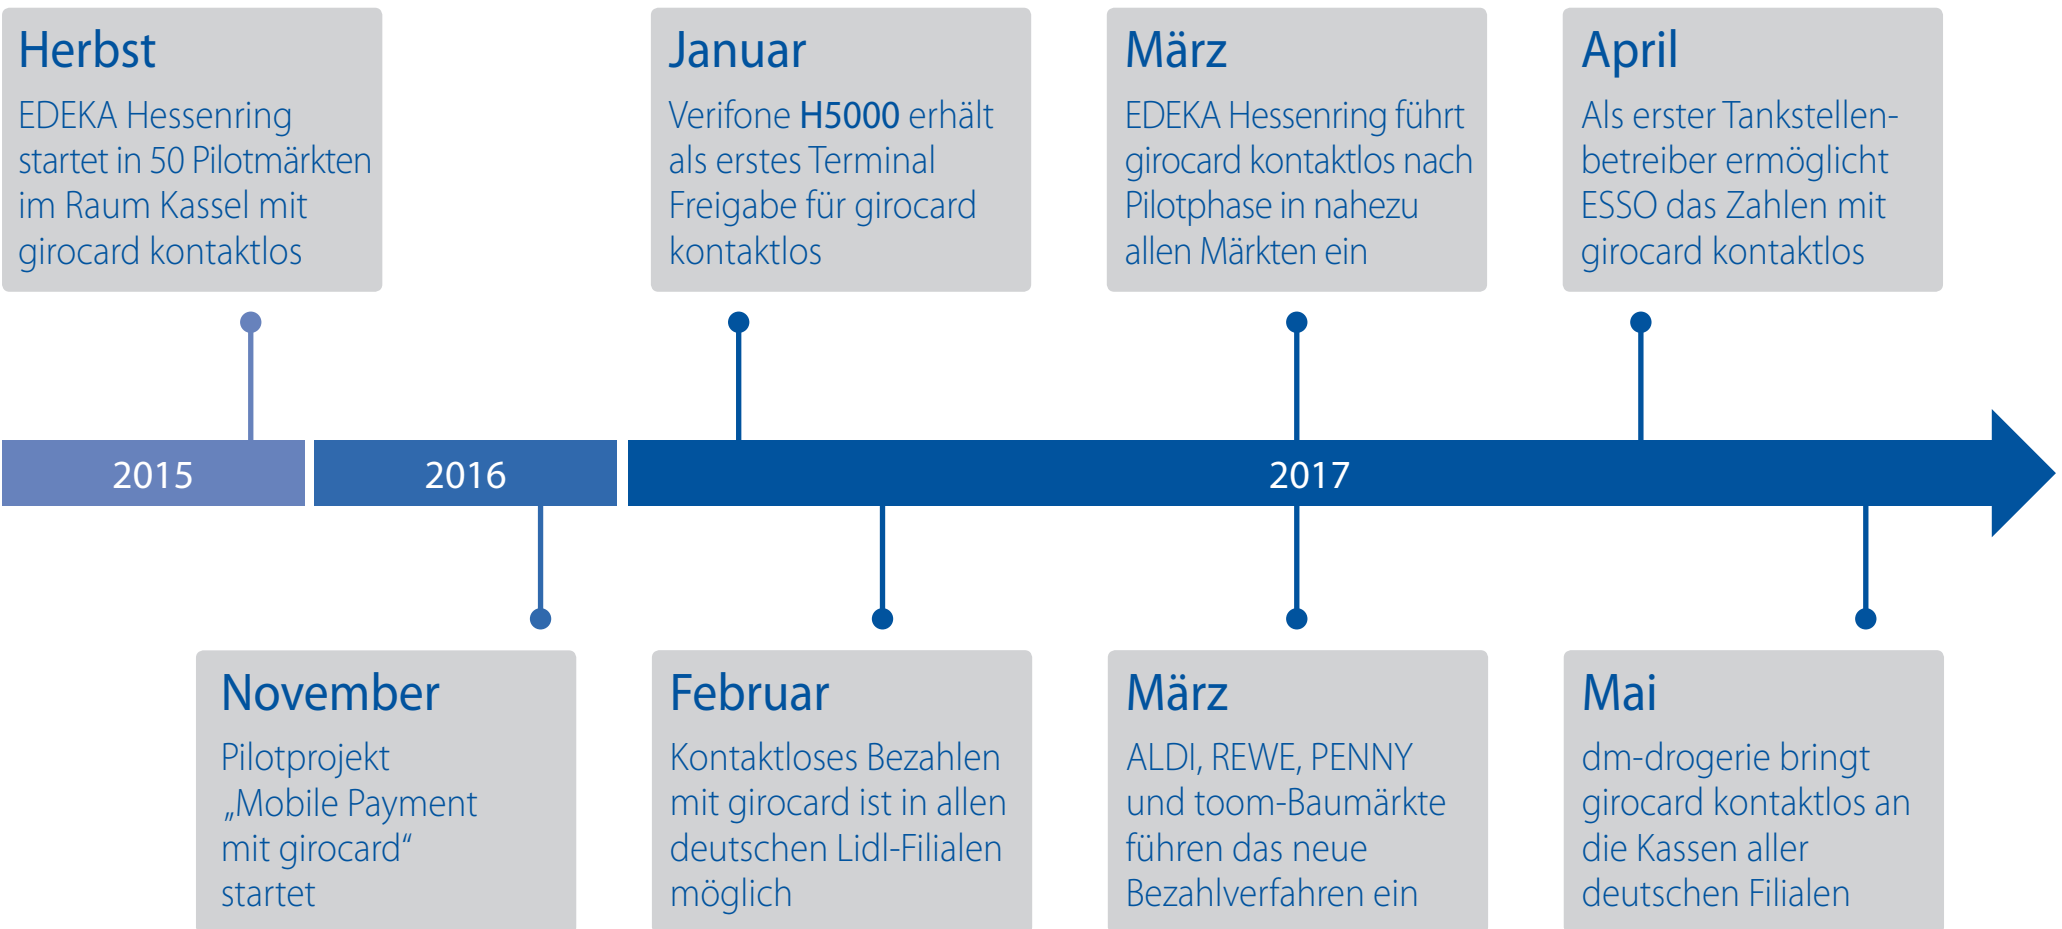 Herbst
EDEKA Hessenring
startet in 50 Pilotmärkten
im Raum Kassel mit
girocard kontaktlos
Januar
Verifone H5000 erhält
als erstes Terminal
Freigabe für girocard
kontaktlos
März
EDEKA Hessenring führt
girocard kontaktlos nach
Pilotphase in nahezu
allen Märkten ein
April
Als erster Tankstellen-
betreiber ermöglicht
ESSO das Zahlen mit
girocard kontaktlos
2015
2016
2017
November
Pilotprojekt
„Mobile Payment
mit girocard“
startet
Februar
Kontaktloses Bezahlen
mit girocard ist in allen
deutschen Lidl-Filialen
möglich
März
ALDI, REWE, PENNY
und toom-Baumärkte
führen das neue
Bezahlverfahren ein
Mai
dm-drogerie bringt
girocard kontaktlos an
die Kassen aller
deutschen Filialen